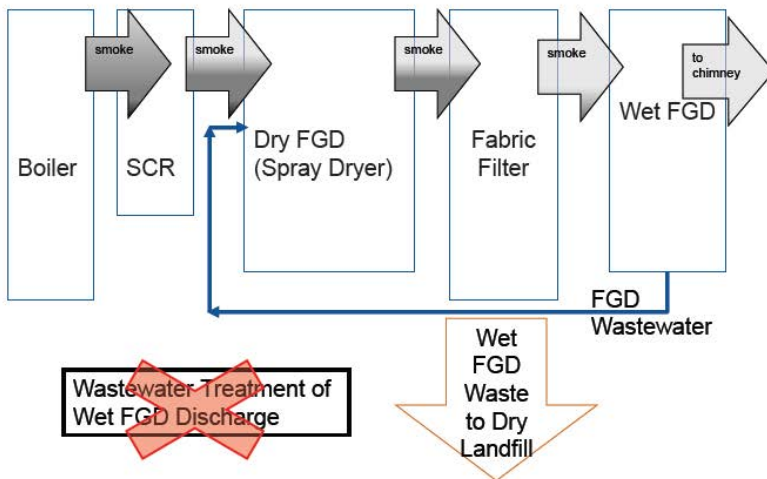 smoke
smoke
smoke
smoke
to
chimney
Boiler
SCR
Dry FGD
(Spray Dryer)
Fabric
Filter
Wet FGD
FGD
Wastewater
Wastewater Treatment of
Wet FGD Discharge
Wet
FGD
Waste
to Dry
Landfill